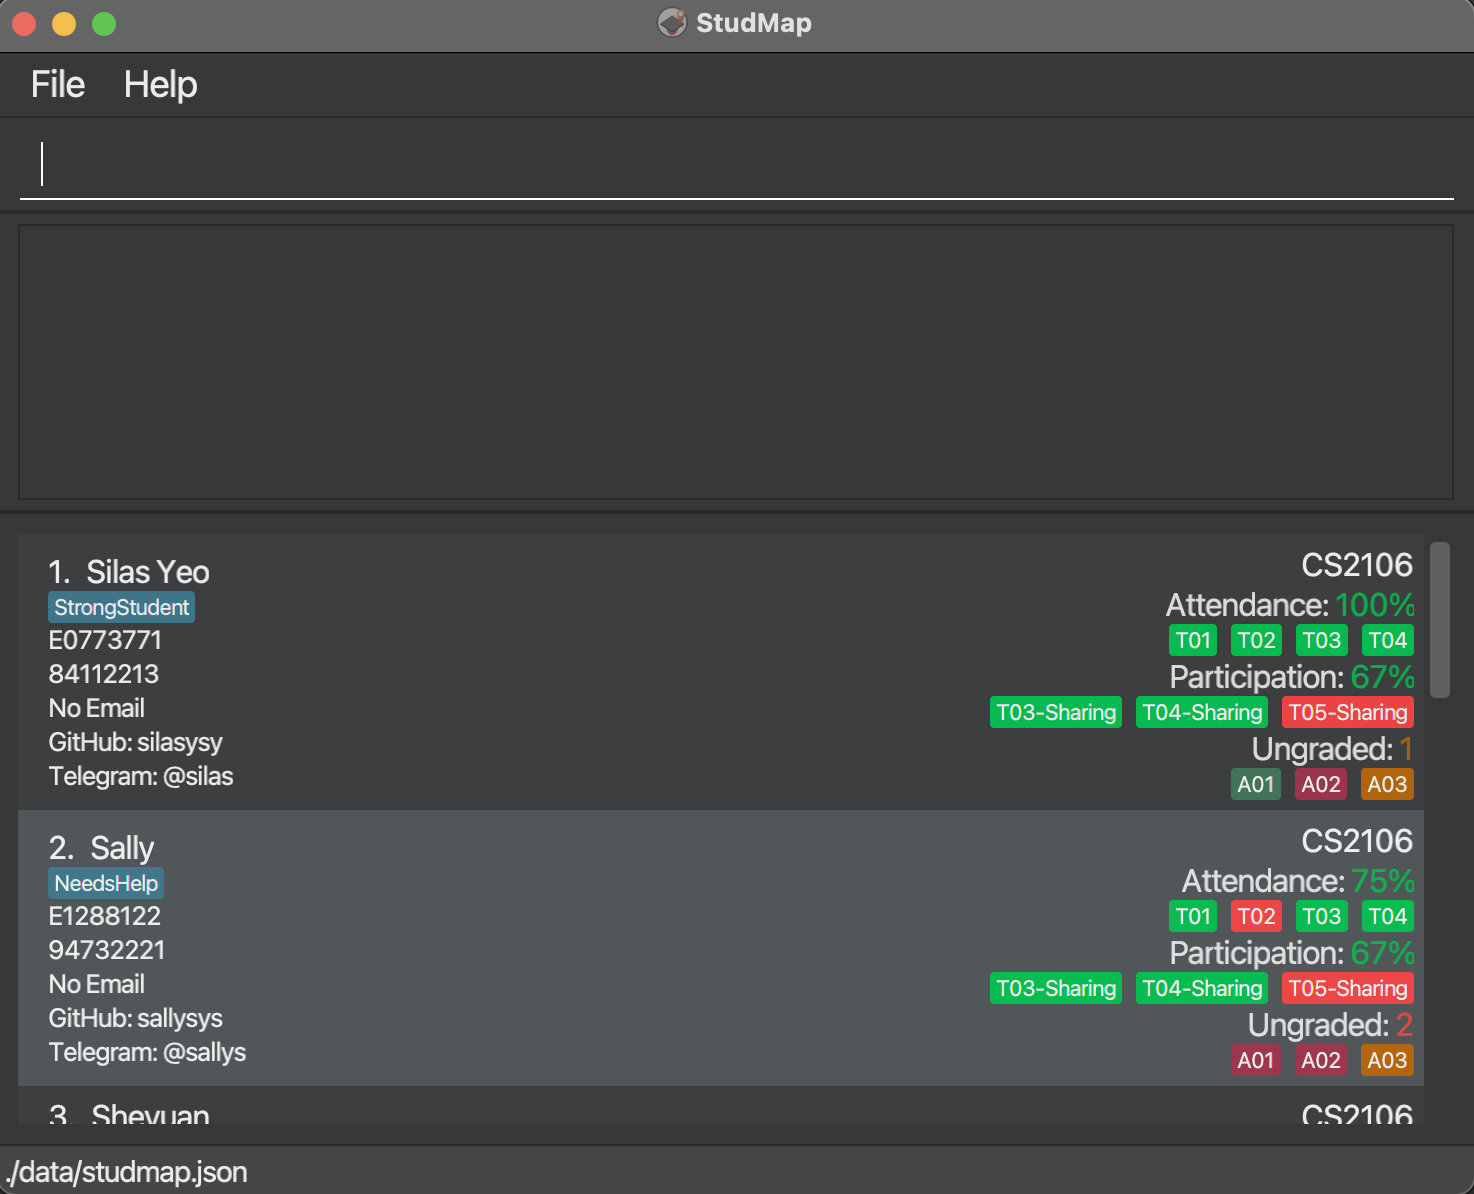 StudMap
File Help
1. Silas Yeo
StrongStudent
E0773771
84112213
No Email
GitHub: silasysy
Telegram: @silas
CS2106
Attendance: 100%
T01 T02 T03 T04
Participation: 67%
T03-Sharing T04-Sharing T05-Sharing
Ungraded: 1
A01 A02 A03
2. Sally
NeedsHelp
E1288122
94732221
No Email
GitHub: sallysys
Telegram: @sallys
CS2106
Attendance: 75%
T01 T02 T03 T04
Participation: 67%
T03-Sharing T04-Sharing T05-Sharing
Ungraded: 2
A01 A02 A03
3. Sheyuan
CS2106
./data/studmap.json